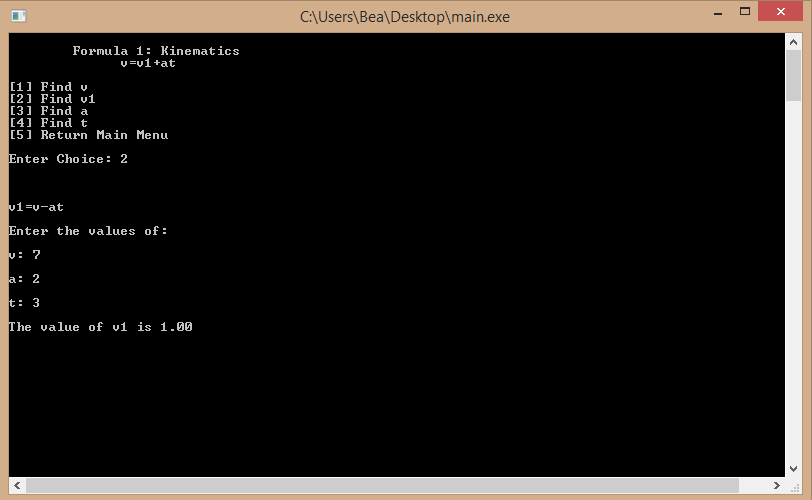 C:\Users\Bea\Desktop\main.exe
Formula 1: Kinematics
v=v1+at
[1] Find v
[2] Find v1
[3] Find a
[4] Find t
[5] Return Main Menu
Enter Choice: 2
v1=v-at
Enter the values of:
v: 7
a: 2
t: 3
The value of v1 is 1.00